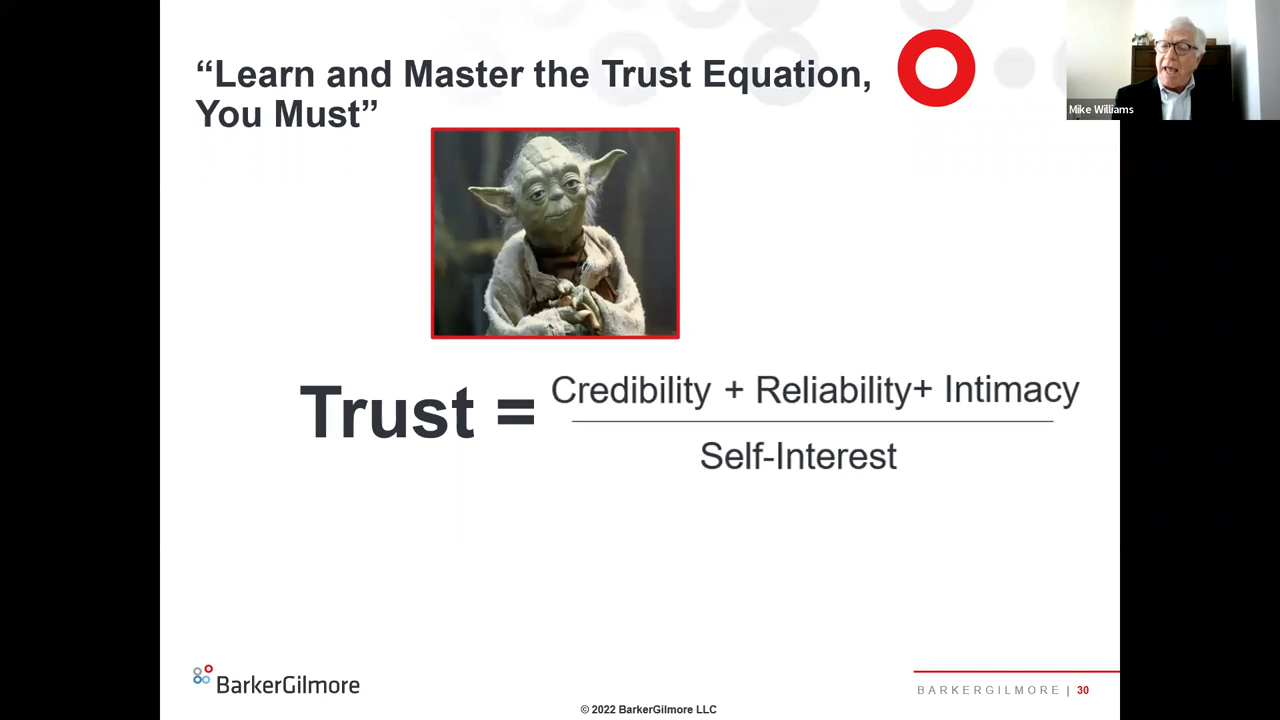 “Learn and Master the Trust Equation,
You Must”
Mike Williams
Trust = Credibility + Reliability+ Intimacy
Self-Interest
BarkerGilmore
BARKERGILMORE | 30
© 2022 BarkerGilmore LLC